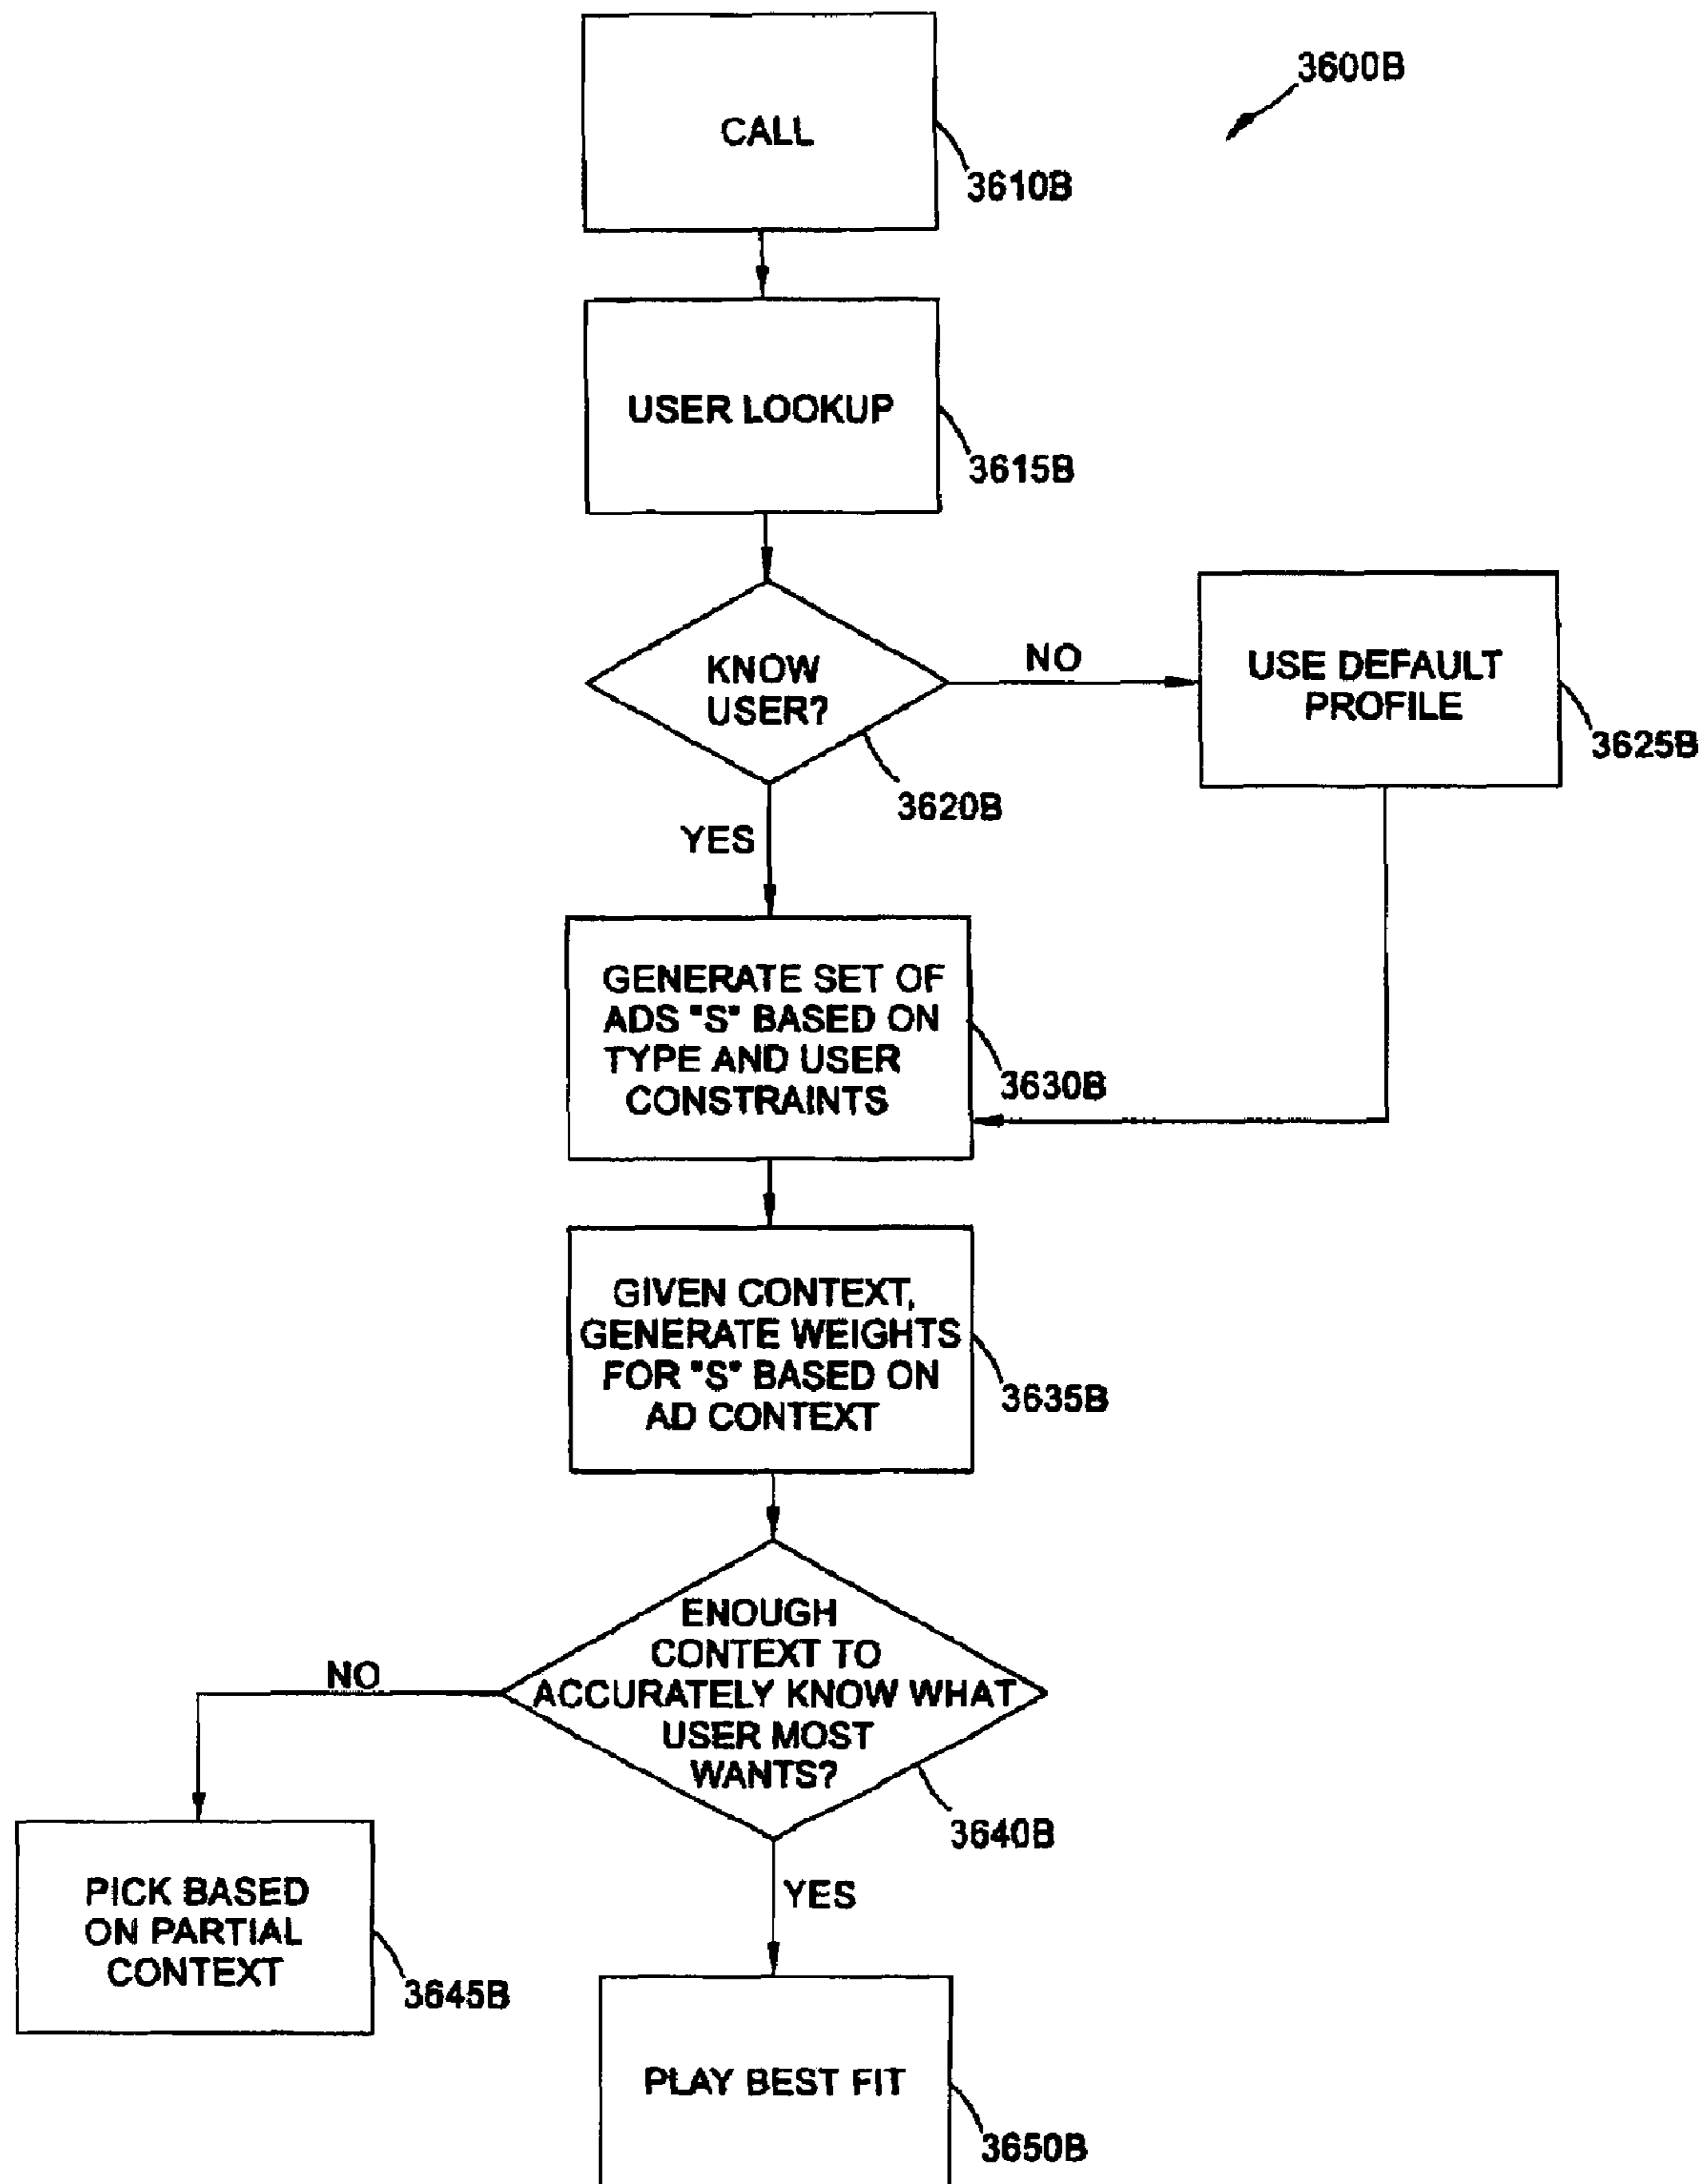 3600B
CALL
3610B
USER LOOKUP
3615B
KNOW
USER?
3620B
NO
USE DEFAULT
PROFILE
3625B
YES
GENERATE SET OF
ADS "S" BASED ON
TYPE AND USER
CONSTRAINTS
3630B
GIVEN CONTEXT,
GENERATE WEIGHTS
FOR "S" BASED ON
AD CONTEXT
3635B
ENOUGH
CONTEXT TO
ACCURATELY KNOW WHAT
USER MOST
WANTS?
3640B
NO
PICK BASED
ON PARTIAL
CONTEXT
3645B
YES
PLAY BEST FIT
3650B